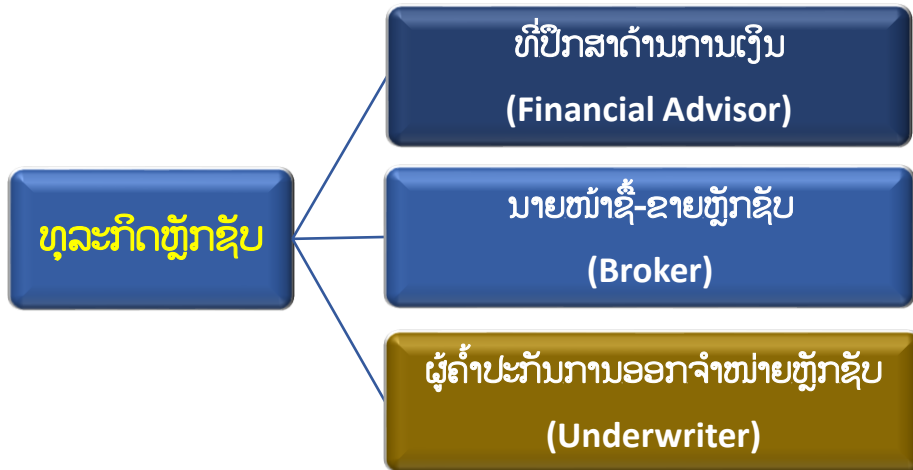 ທຸລະກິດຫຼັກຊັບ
ທີ່ປຶກສາດ້ານການເງິນ
(Financial Advisor)
ນາຍໜ້າຊື້-ຂາຍຫຼັກຊັບ
(Broker)
ຜູ້ຄ້ຳປະກັນການອອກຈຳໜ່າຍຫຼັກຊັບ
(Underwriter)